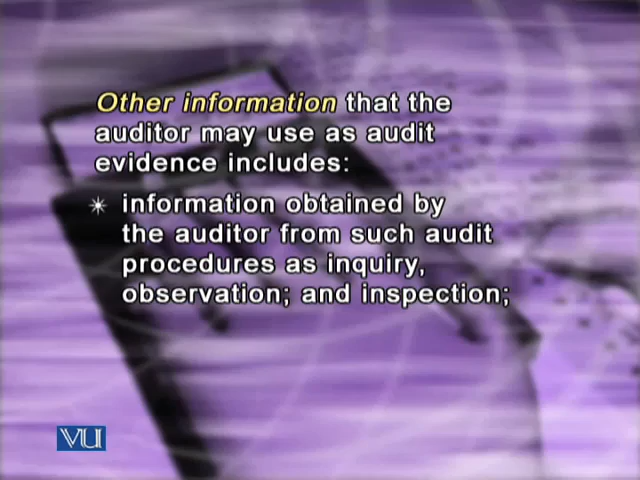 Other information that the
auditor may use as audit
evidence includes:
✴ information obtained by
the auditor from such audit
procedures as inquiry,
observation; and inspection;
VU